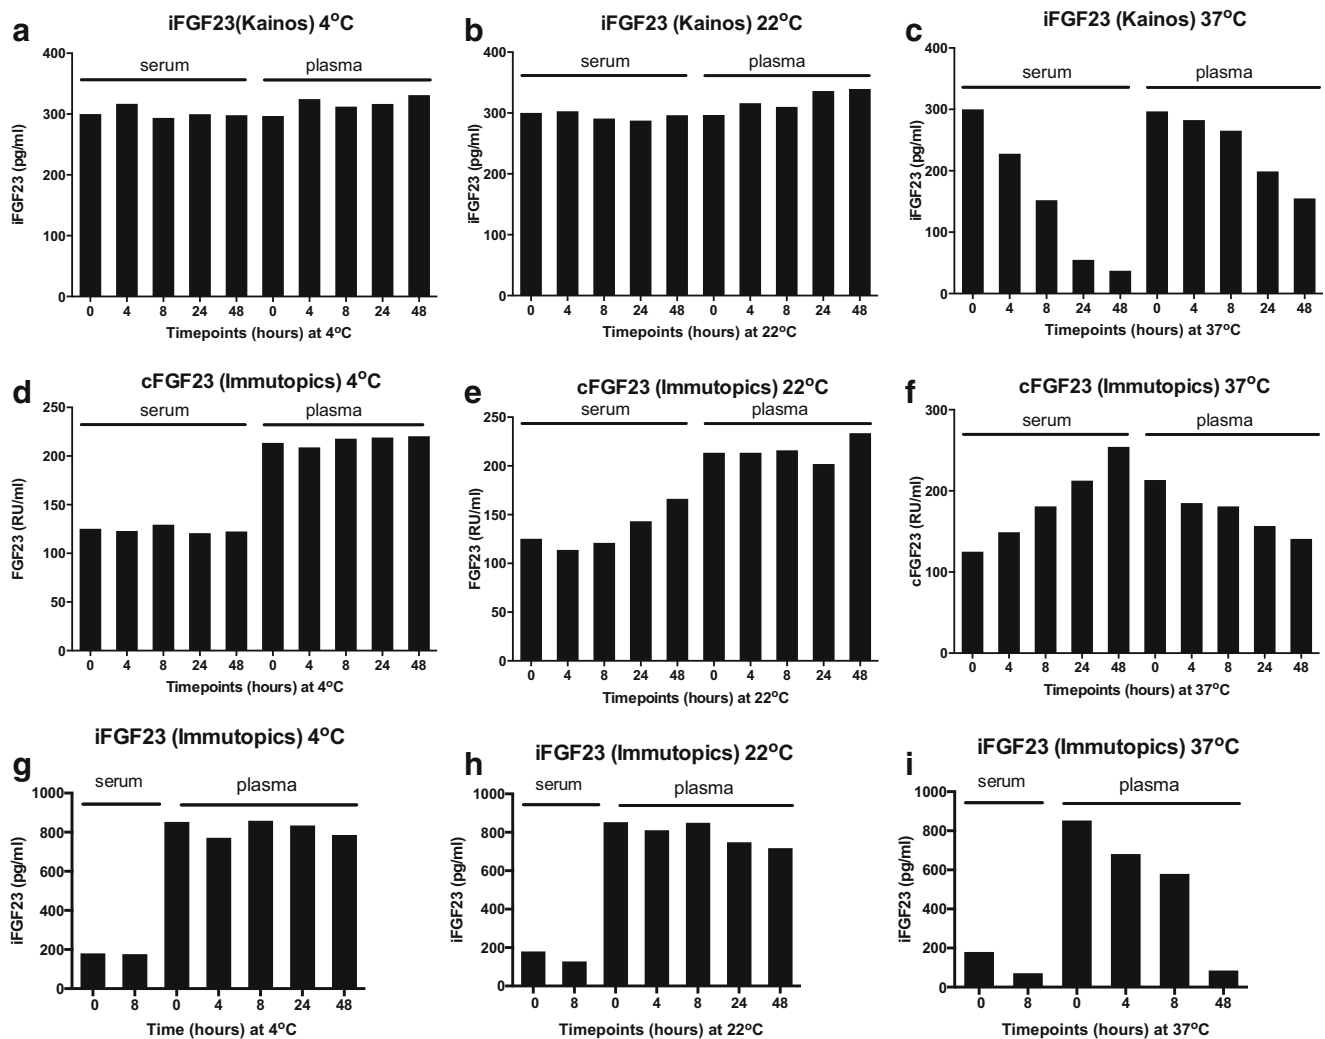 a
iFGF23(Kainos) 4°C
serum
plasma
400
300
200
100
0
iFGF23 (pg/ml)
0 4 8 24 48 0 4 8 24 48
Timepoints (hours) at 4°C
b
iFGF23 (Kainos) 22°C
serum
plasma
400
300
200
100
0
iFGF23 (pg/ml)
0 4 8 24 48 0 4 8 24 48
Timepoints (hours) at 22°C
c
iFGF23 (Kainos) 37°C
serum
plasma
400
300
200
100
0
iFGF23 (pg/ml)
0 4 8 24 48 0 4 8 24 48
Timepoints (hours) at 37°C
d
cFGF23 (Immutopics) 4°C
serum
plasma
250
200
150
100
50
0
FGF23 (RU/ml)
0 4 8 24 48 0 4 8 24 48
Timepoints (hours) at 4°C
e
cFGF23 (Immutopics) 22°C
serum
plasma
250
200
150
100
50
0
FGF23 (RU/ml)
0 4 8 24 48 0 4 8 24 48
Timepoints (hours) at 22°C
f
cFGF23 (Immutopics) 37°C
serum
plasma
300
200
100
0
cFGF23 (RU/ml)
0 4 8 24 48 0 4 8 24 48
Timepoints (hours) at 37°C
g
iFGF23 (Immutopics) 4°C
serum
plasma
1000
800
600
400
200
0
iFGF23 (pg/ml)
0 8 0 4 8 24 48
Time (hours) at 4°C
h
iFGF23 (Immutopics) 22°C
serum
plasma
1000
800
600
400
200
0
iFGF23 (pg/ml)
0 8 0 4 8 24 48
Timepoints (hours) at 22°C
i
iFGF23 (Immutopics) 37°C
serum
plasma
1000
800
600
400
200
0
iFGF23 (pg/ml)
0 8 0 4 8 48
Timepoints (hours) at 37°C